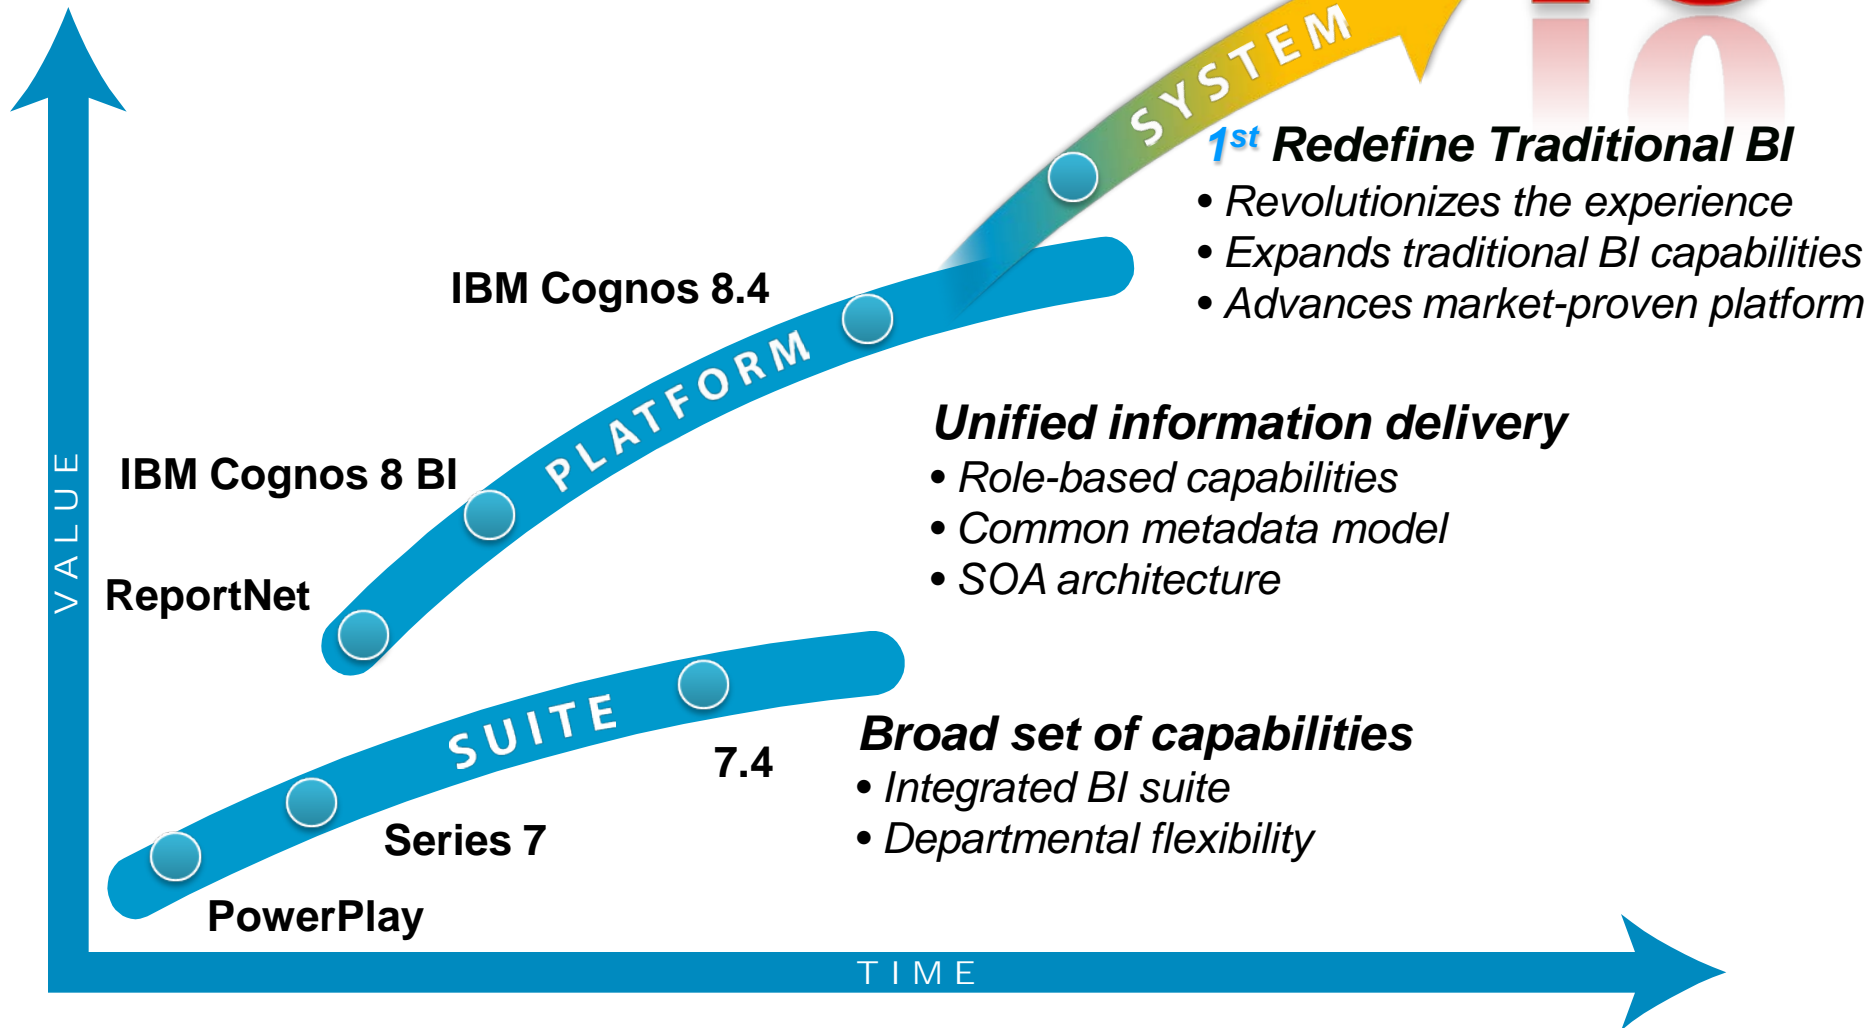 SYSTEM
10
1st Redefine Traditional BI
• Revolutionizes the experience
• Expands traditional BI capabilities
• Advances market-proven platform
IBM Cognos 8.4
PLATFORM
IBM Cognos 8 BI
ReportNet
Unified information delivery
• Role-based capabilities
• Common metadata model
• SOA architecture
SUITE
7.4
Series 7
PowerPlay
Broad set of capabilities
• Integrated BI suite
• Departmental flexibility
VALUE
TIME